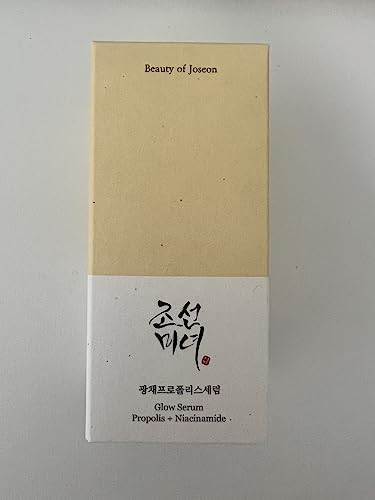 Beauty of Joseon
조선
미녀
광채프로폴리스세럼
Glow Serum
Propolis + Niacinamide